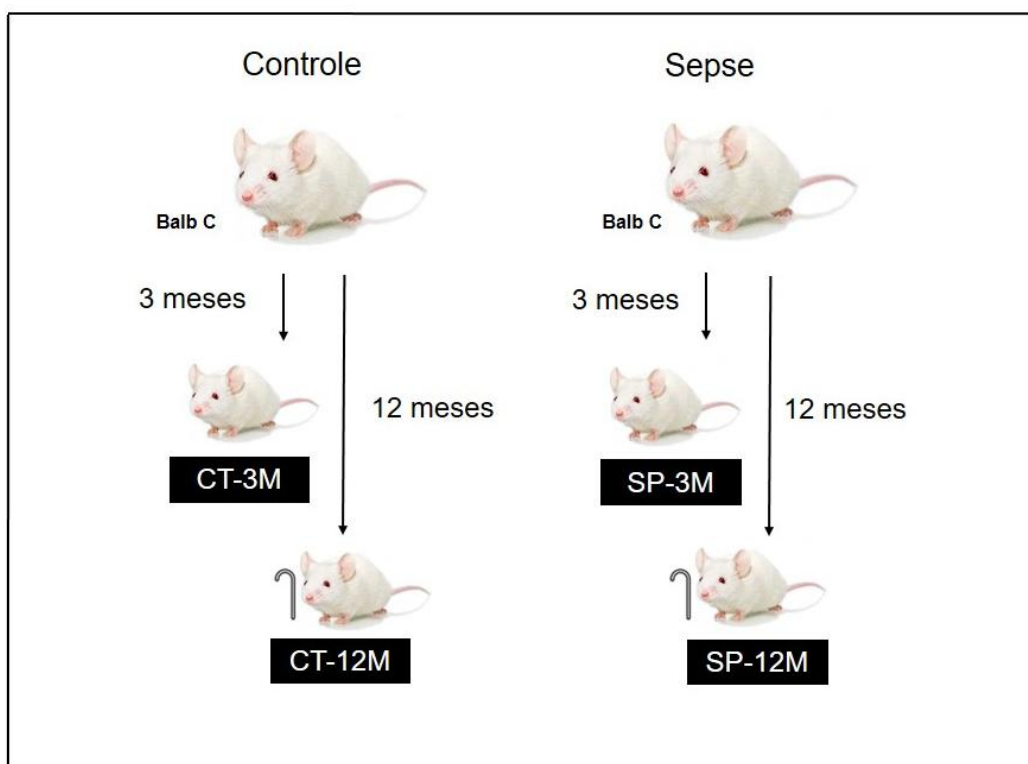 Controle
Sepse
Balb C
Balb C
3 meses
3 meses
12 meses
12 meses
CT-3M
SP-3M
CT-12M
SP-12M